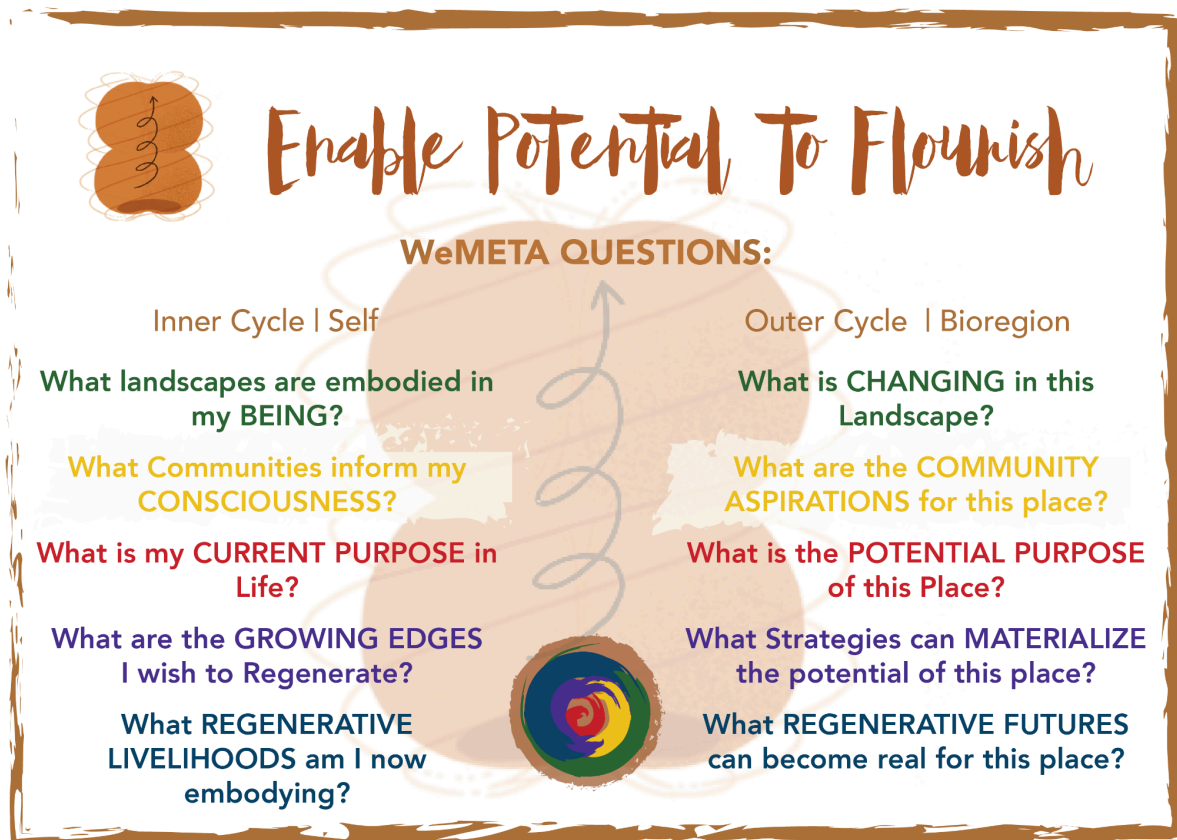 Enable Potential To Flourish
WeMETA QUESTIONS:
Inner Cycle | Self
What landscapes are embodied in
my BEING?
What Communities inform my
CONSCIOUSNESS?
What is my CURRENT PURPOSE in
Life?
What are the GROWING EDGES
I wish to Regenerate?
What REGENERATIVE
LIVELIHOODS am I now
embodying?
Outer Cycle | Bioregion
What is CHANGING in this
Landscape?
What are the COMMUNITY
ASPIRATIONS for this place?
What is the POTENTIAL PURPOSE
of this Place?
What Strategies can MATERIALIZE
the potential of this place?
What REGENERATIVE FUTURES
can become real for this place?